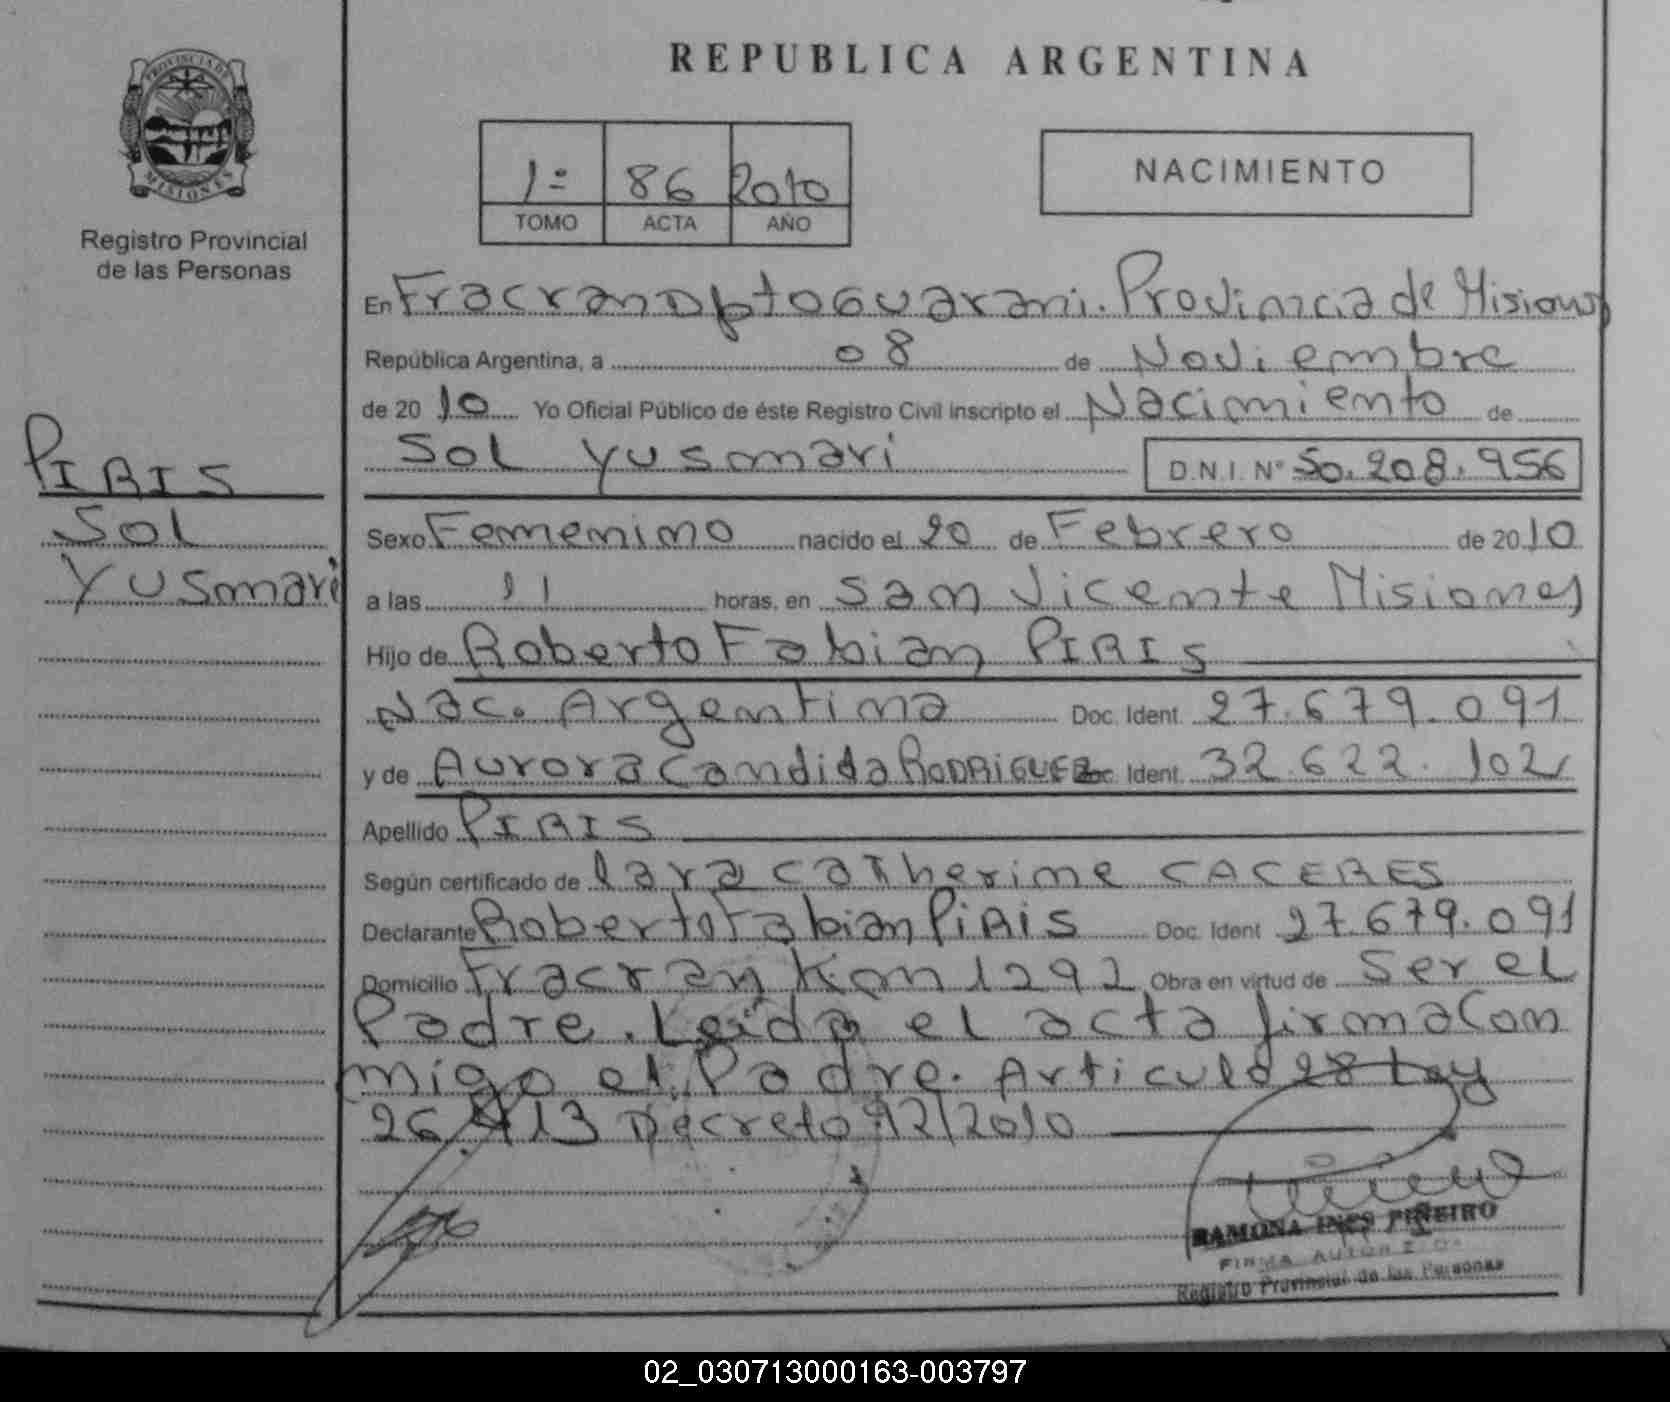 REPUBLICA ARGENTINA
PROVINCIA DE
MISIONES
Registro Provincial
de las Personas
1º 86 2010
TOMO ACTA AÑO
NACIMIENTO
En Fracran Dpto Guarani. Provincia de Misiones
República Argentina, a 08 de Noviembre
de 2010 Yo Oficial Público de éste Registro Civil inscripto el Nacimiento de
Sol Yusmari D.N.I. Nº 50.208.956
PIRIS
Sol
Yusmari
Sexo Femenino nacido el 20 de Febrero de 2010
a las 11 horas, en San Vicente Misiones
Hijo de Roberto Fabian PIRIS
Nac. Argentina Doc. Ident. 27.679.091
y de Aurora Candida RODRIGUEZ Doc. Ident. 32.622.102
Apellido PIRIS
Según certificado de lara catherine CACERES
Declarante Roberto Fabian PIRIS Doc. Ident 27.679.091
Domicilio Fracran Km 1292 Obra en virtud de Ser el
Padre. Leida el acta firma Con
migo el Padre. Articulo 28 Ley
26.413 Decreto 92/2010
RAMONA INES PIÑEIRO
FIRMA AUTORIZADA
Registro Provincial de las Personas
02_030713000163-003797